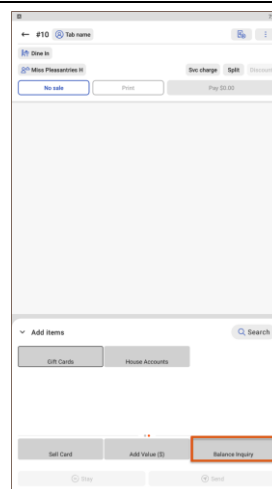 ← #10 Tab name
Dine In
Miss Pleasantries H
Svc charge Split Discount
No sale Print Pay $0.00
Add items Search
Gift Cards House Accounts
Sell Card Add Value ($) Balance Inquiry
Stay Send